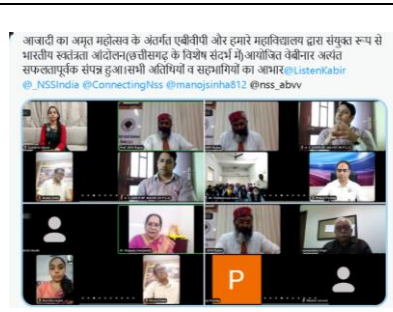 आजादी का अमृत महोत्सव के अंतर्गत एबीवीपी और हमारे महाविद्यालय द्वारा संयुक्त रूप से
भारतीय स्वतंत्रता आंदोलन(छत्तीसगढ़ के विशेष संदर्भ में)आयोजित वेबीनार अत्यंत
सफलतापूर्वक संपन्न हुआ।सभी अतिथियों व सहभागियों का आभार@ListenKabir
@_NSSIndia @ConnectingNss @manojsinha812 @nss_abvv
P